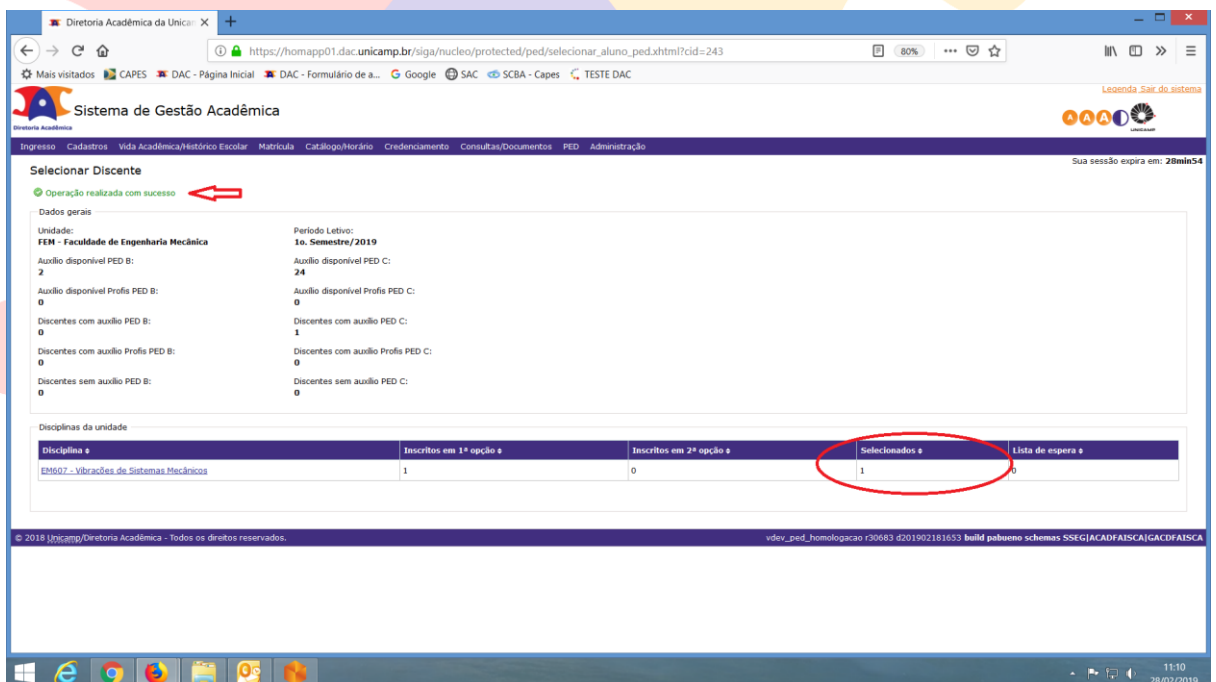 Diretoria Acadêmica da Unican
https://homapp01.dac.unicamp.br/siga/nucleo/protected/ped/selecionar_aluno_ped.xhtml?cid=243
80%
Mais visitados CAPES DAC - Página Inicial DAC - Formulário de a... Google SAC SCBA - Capes TESTE DAC
Legenda Sair do sistema
Sistema de Gestão Acadêmica
Diretoria Acadêmica
A A A
UNICAMP
Ingresso Cadastros Vida Acadêmica/Histórico Escolar Matrícula Catálogo/Horário Credenciamento Consultas/Documentos PED Administração
Sua sessão expira em: 28min54
Selecionar Discente
Operação realizada com sucesso
Dados gerais
Unidade: Período Letivo:
FEM - Faculdade de Engenharia Mecânica 1o. Semestre/2019
Auxílio disponível PED B: Auxílio disponível PED C:
2 24
Auxílio disponível Profis PED B: Auxílio disponível Profis PED C:
0 0
Discentes com auxílio PED B: Discentes com auxílio PED C:
0 1
Discentes com auxílio Profis PED B: Discentes com auxílio Profis PED C:
0 0
Discentes sem auxílio PED B: Discentes sem auxílio PED C:
0 0
Disciplinas da unidade
Disciplina Inscritos em 1ª opção Inscritos em 2ª opção Selecionados Lista de espera
EM607 - Vibrações de Sistemas Mecânicos 1 0 1 0
© 2018 Unicamp/Diretoria Acadêmica - Todos os direitos reservados. vdev_ped_homologacao r30683 d201902181653 build pabueno schemas SSEG|ACADFAISCA|GACDFAISCA
11:10
28/02/2019